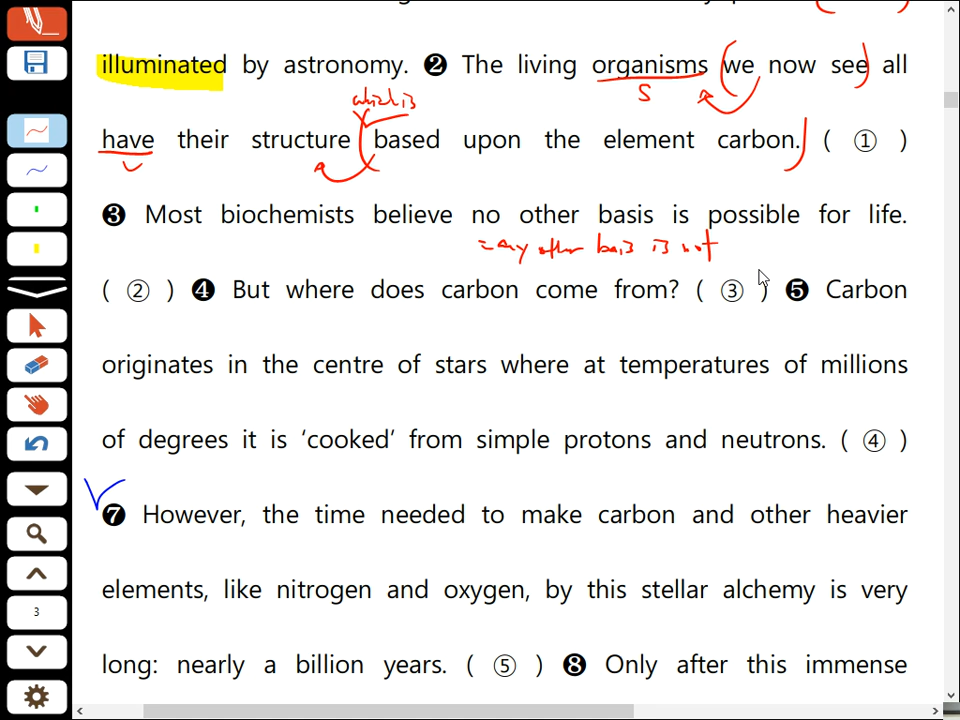 illuminated by astronomy. ❷ The living organisms we now see all
which is
S
have their structure based upon the element carbon. ( ① )
v
❸ Most biochemists believe no other basis is possible for life.
= any other basis is not
( ② ) ❹ But where does carbon come from? ( ③ ) ❺ Carbon
originates in the centre of stars where at temperatures of millions
of degrees it is ‘cooked’ from simple protons and neutrons. ( ④ )
❼ However, the time needed to make carbon and other heavier
elements, like nitrogen and oxygen, by this stellar alchemy is very
3
long: nearly a billion years. ( ⑤ ) ❽ Only after this immense